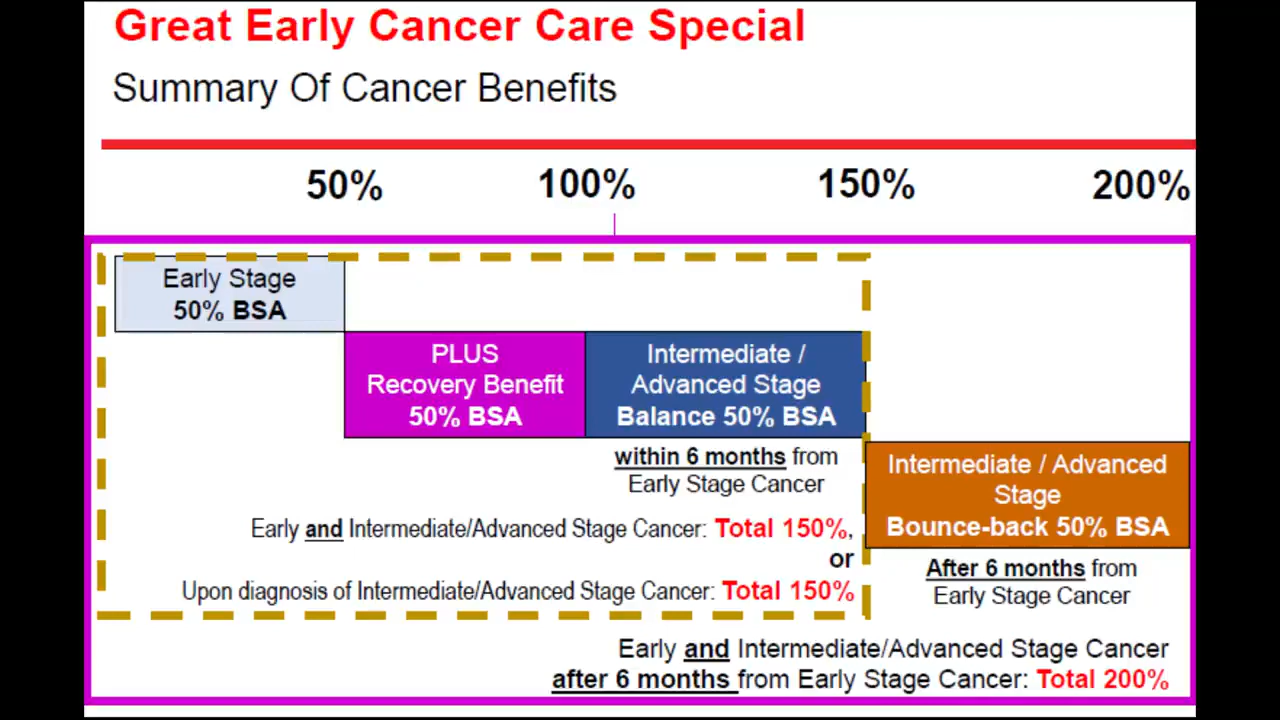 Great Early Cancer Care Special
Summary Of Cancer Benefits
50% 100% 150% 200%
Early Stage
50% BSA
PLUS
Recovery Benefit
50% BSA
Intermediate /
Advanced Stage
Balance 50% BSA
within 6 months from
Early Stage Cancer
Intermediate / Advanced
Stage
Bounce-back 50% BSA
After 6 months from
Early Stage Cancer
Early and Intermediate/Advanced Stage Cancer: Total 150%,
or
Upon diagnosis of Intermediate/Advanced Stage Cancer: Total 150%
Early and Intermediate/Advanced Stage Cancer
after 6 months from Early Stage Cancer: Total 200%